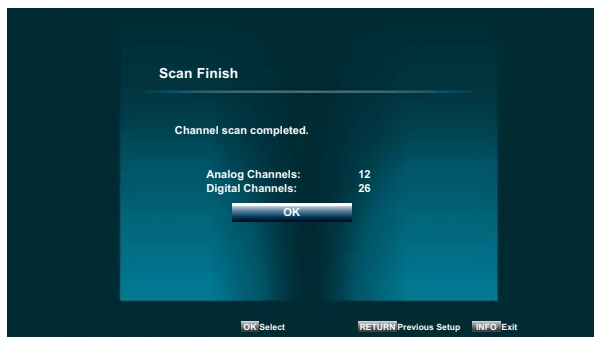 Scan Finish
Channel scan completed.
Analog Channels: 12
Digital Channels: 26
OK
OK Select RETURN Previous Setup INFO Exit